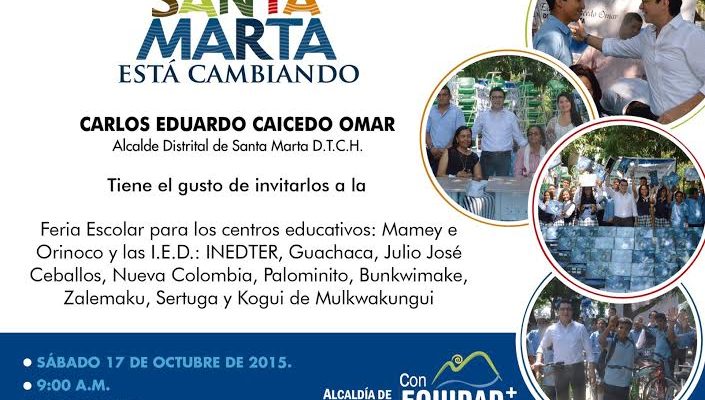 SANTA
MARTA
ESTÁ CAMBIANDO
CARLOS EDUARDO CAICEDO OMAR
Alcalde Distrital de Santa Marta D.T.C.H.
Tiene el gusto de invitarlos a la
Feria Escolar para los centros educativos: Mamey e
Orinoco y las I.E.D.: INEDTER, Guachaca, Julio José
Ceballos, Nueva Colombia, Palominito, Bunkwimake,
Zalemaku, Sertuga y Kogui de Mulkwakungui
SÁBADO 17 DE OCTUBRE DE 2015.
9:00 A.M.
ALCALDÍA DE
Con
EQUIDAD+